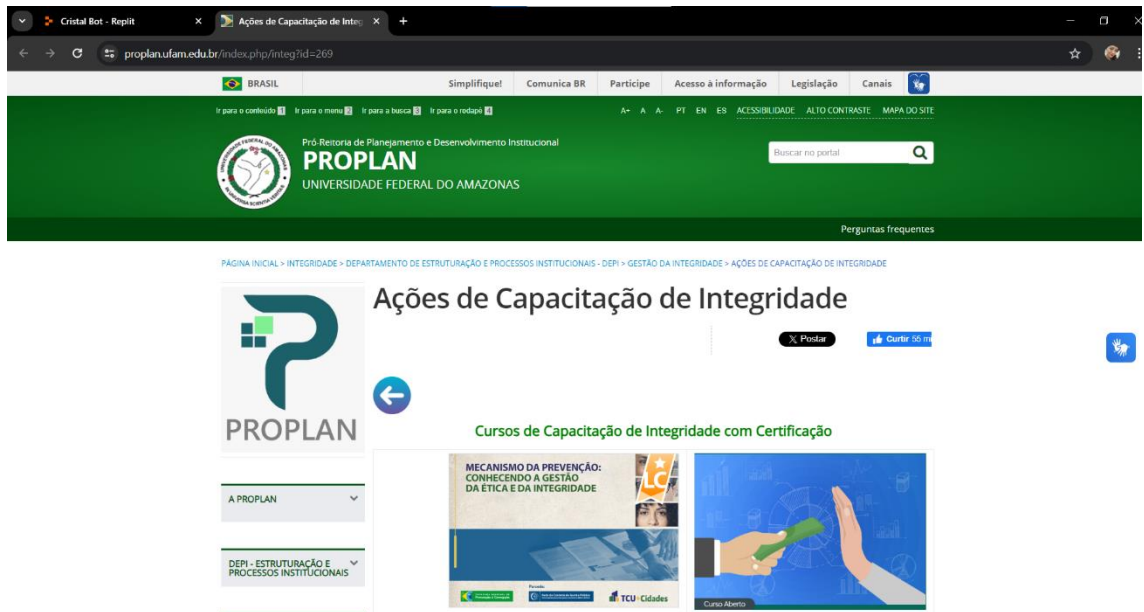 Cristal Bot - Replit
Ações de Capacitação de Integ
proplan.ufam.edu.br/index.php/integ?id=269
BRASIL
Simplifique! Comunica BR Participe Acesso à informação Legislação Canais
Ir para o conteúdo 1 Ir para o menu 2 Ir para a busca 3 Ir para o rodapé 4 A+ A A- PT EN ES ACESSIBILIDADE ALTO CONTRASTE MAPA DO SITE
Pró-Reitoria de Planejamento e Desenvolvimento Institucional
PROPLAN
UNIVERSIDADE FEDERAL DO AMAZONAS
Buscar no portal
Perguntas frequentes
PÁGINA INICIAL > INTEGRIDADE > DEPARTAMENTO DE ESTRUTURAÇÃO E PROCESSOS INSTITUCIONAIS - DEPI > GESTÃO DA INTEGRIDADE > AÇÕES DE CAPACITAÇÃO DE INTEGRIDADE
PROPLAN
Ações de Capacitação de Integridade
X Postar
Curtir 55 m
Cursos de Capacitação de Integridade com Certificação
A PROPLAN
DEPI - ESTRUTURAÇÃO E
PROCESSOS INSTITUCIONAIS
MECANISMO DA PREVENÇÃO:
CONHECENDO A GESTÃO
DA ÉTICA E DA INTEGRIDADE
LC
TCU+Cidades
Curso Aberto